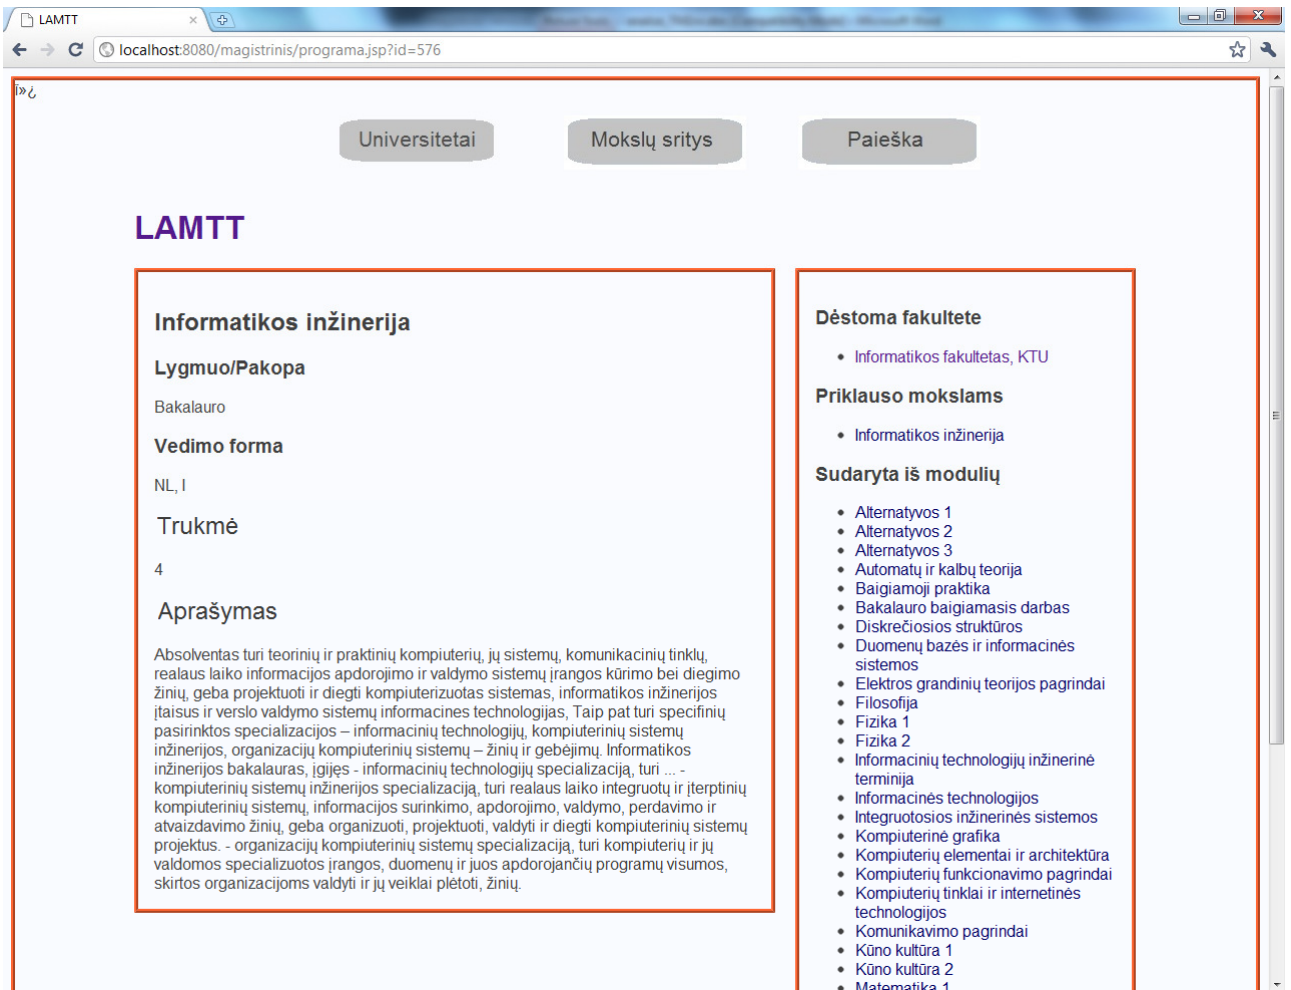 LAMTT
localhost:8080/magistrinis/programa.jsp?id=576
ï»¿
Universitetai
Mokslų sritys
Paieška
LAMTT
Informatikos inžinerija
Lygmuo/Pakopa
Bakalauro
Vedimo forma
NL, I
Trukmė
4
Aprašymas
Absolventas turi teorinių ir praktinių kompiuterių, jų sistemų, komunikacinių tinklų,
realaus laiko informacijos apdorojimo ir valdymo sistemų įrangos kūrimo bei diegimo
žinių, geba projektuoti ir diegti kompiuterizuotas sistemas, informatikos inžinerijos
įtaisus ir verslo valdymo sistemų informacines technologijas, Taip pat turi specifinių
pasirinktos specializacijos – informacinių technologijų, kompiuterinių sistemų
inžinerijos, organizacijų kompiuterinių sistemų – žinių ir gebėjimų. Informatikos
inžinerijos bakalauras, įgijęs - informacinių technologijų specializaciją, turi ... -
kompiuterinių sistemų inžinerijos specializaciją, turi realaus laiko integruotų ir įterptinių
kompiuterinių sistemų, informacijos surinkimo, apdorojimo, valdymo, perdavimo ir
atvaizdavimo žinių, geba organizuoti, projektuoti, valdyti ir diegti kompiuterinių sistemų
projektus. - organizacijų kompiuterinių sistemų specializaciją, turi kompiuterių ir jų
valdomos specializuotos įrangos, duomenų ir juos apdorojančių programų visumos,
skirtos organizacijoms valdyti ir jų veiklai plėtoti, žinių.
Dėstoma fakultete
Informatikos fakultetas, KTU
Priklauso mokslams
Informatikos inžinerija
Sudaryta iš modulių
Alternatyvos 1
Alternatyvos 2
Alternatyvos 3
Automatų ir kalbų teorija
Baigiamoji praktika
Bakalauro baigiamasis darbas
Diskrečiosios struktūros
Duomenų bazės ir informacinės
sistemos
Elektros grandinių teorijos pagrindai
Filosofija
Fizika 1
Fizika 2
Informacinių technologijų inžinerinė
terminija
Informacinės technologijos
Integruotosios inžinerinės sistemos
Kompiuterinė grafika
Kompiuterių elementai ir architektūra
Kompiuterių funkcionavimo pagrindai
Kompiuterių tinklai ir internetinės
technologijos
Komunikavimo pagrindai
Kūno kultūra 1
Kūno kultūra 2
Matematika 1